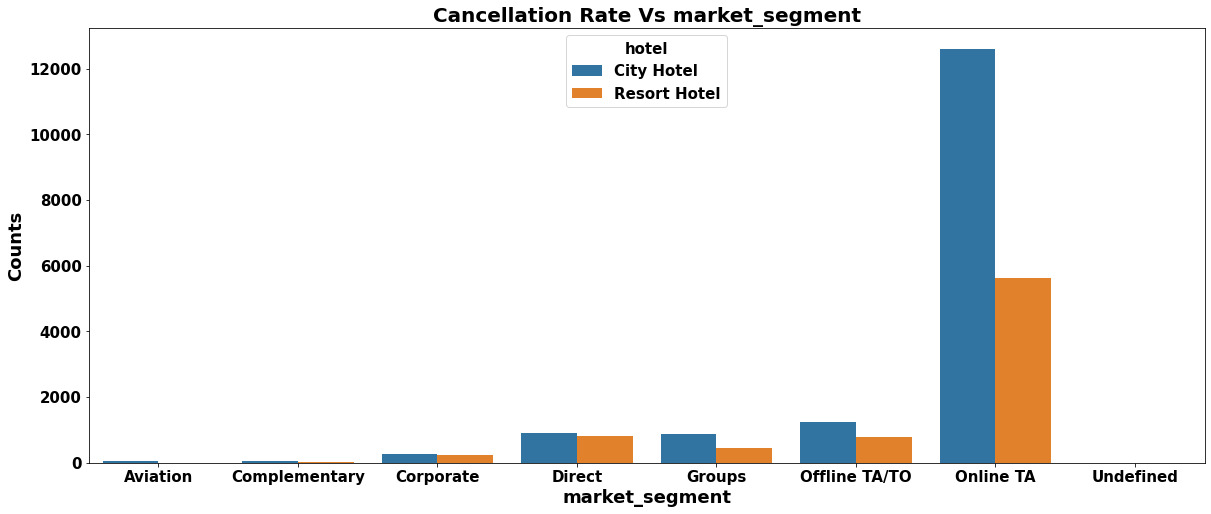 Cancellation Rate Vs market_segment
hotel
City Hotel
Resort Hotel
Counts
12000
10000
8000
6000
4000
2000
0
Aviation Complementary Corporate Direct Groups Offline TA/TO Online TA Undefined
market_segment